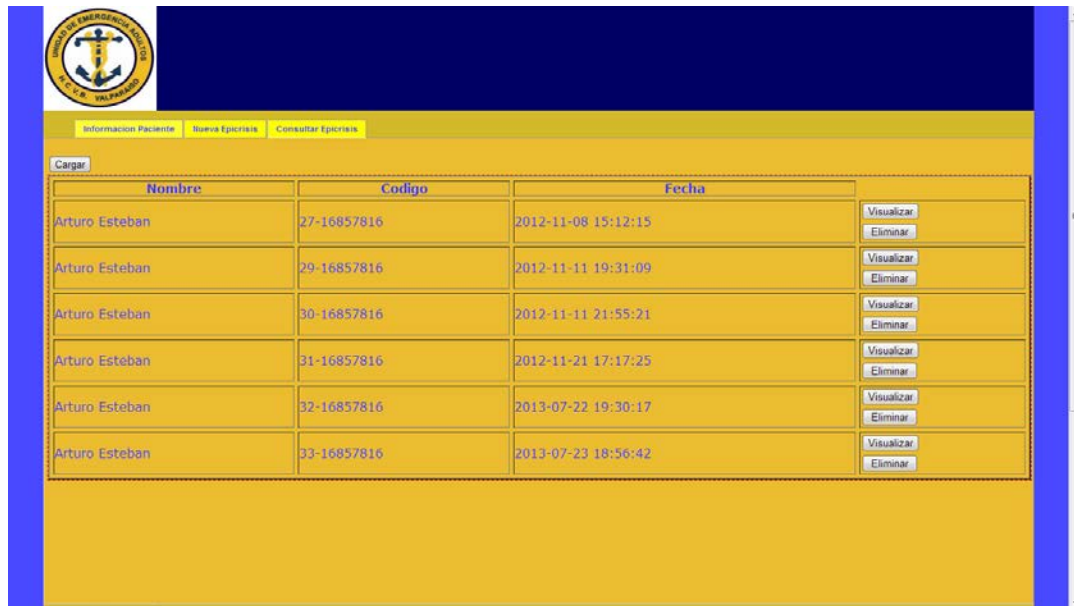 UNIDAD DE EMERGENCIA ADULTOS
H.C.V.B. VALPARAISO
Informacion Paciente Nueva Epicrisis Consultar Epicrisis
Cargar
Nombre Codigo Fecha
Arturo Esteban 27-16857816 2012-11-08 15:12:15 Visualizar
Eliminar
Arturo Esteban 29-16857816 2012-11-11 19:31:09 Visualizar
Eliminar
Arturo Esteban 30-16857816 2012-11-11 21:55:21 Visualizar
Eliminar
Arturo Esteban 31-16857816 2012-11-21 17:17:25 Visualizar
Eliminar
Arturo Esteban 32-16857816 2013-07-22 19:30:17 Visualizar
Eliminar
Arturo Esteban 33-16857816 2013-07-23 18:56:42 Visualizar
Eliminar